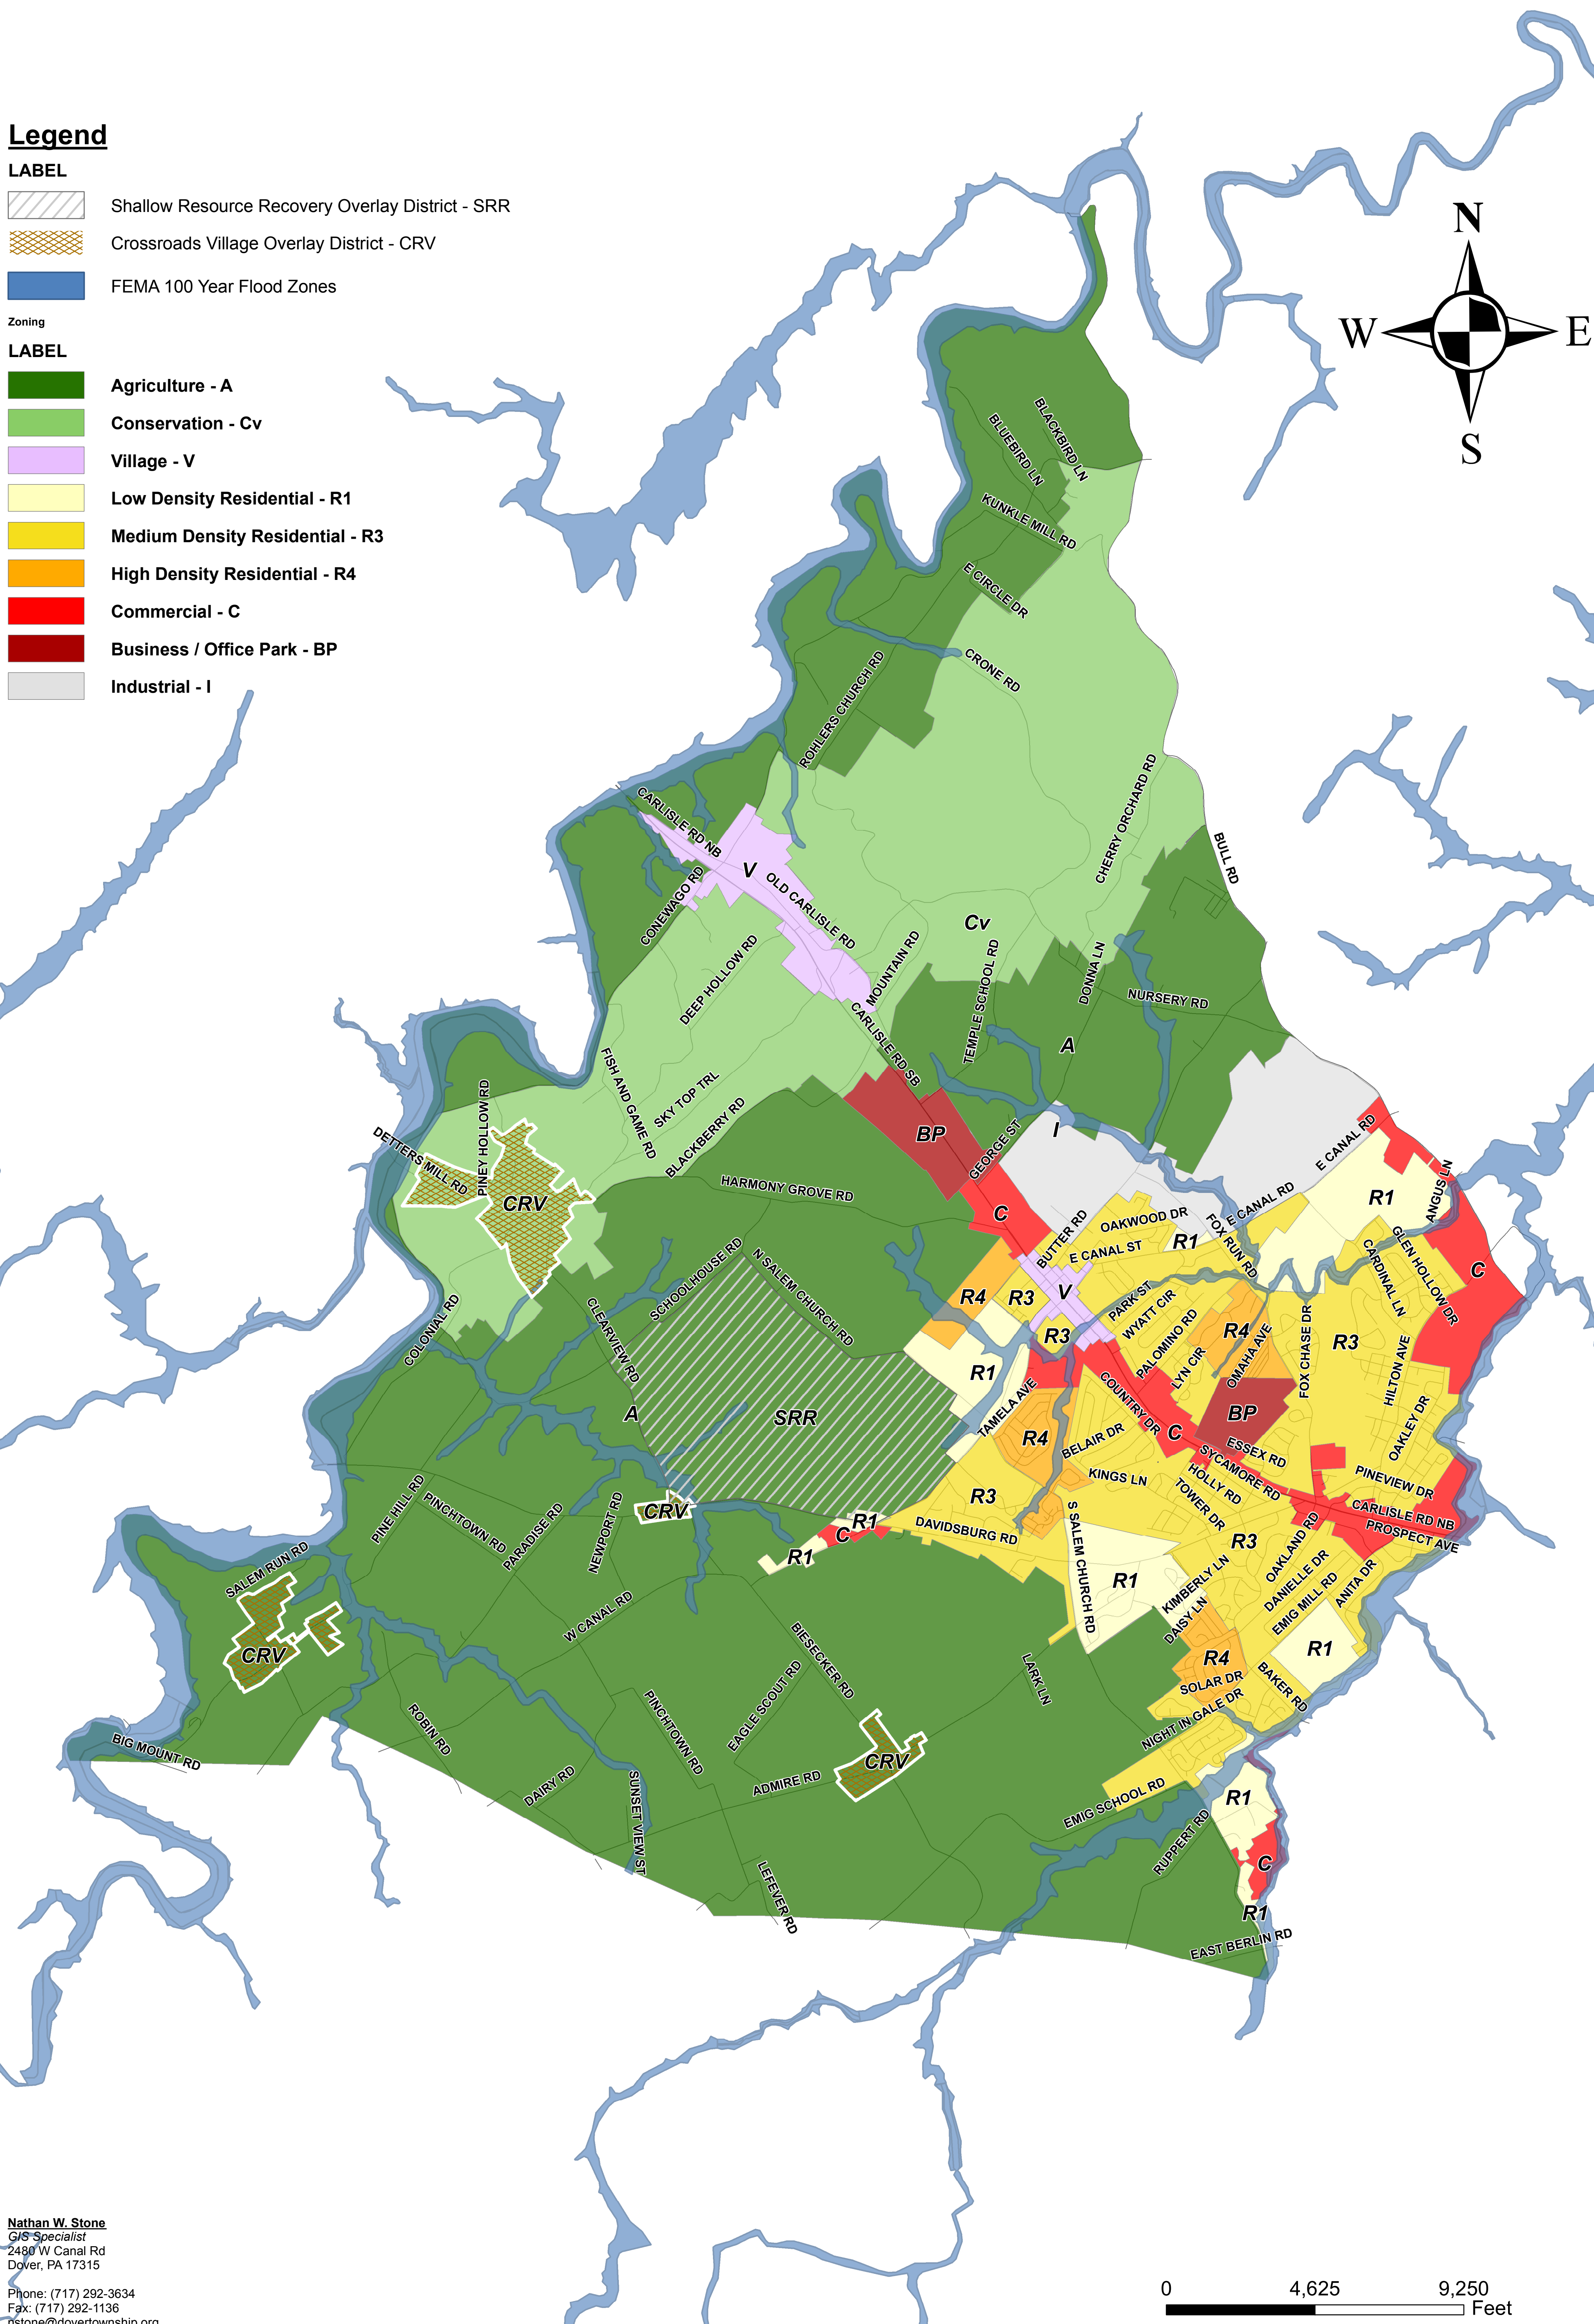 Legend
LABEL
Shallow Resource Recovery Overlay District - SRR
Crossroads Village Overlay District - CRV
FEMA 100 Year Flood Zones
Zoning
LABEL
Agriculture - A
Conservation - Cv
Village - V
Low Density Residential - R1
Medium Density Residential - R3
High Density Residential - R4
Commercial - C
Business / Office Park - BP
Industrial - I
N
W
E
S
BLACKBIRD LN
BLUEBIRD LN
KUNKLE MILL RD
E CIRCLE DR
CRONE RD
ROHLERS CHURCH RD
CARLISLE RD NB
CHERRY ORCHARD RD
BULL RD
V
OLD CARLISLE RD
CONEWAGO RD
Cv
DEEP HOLLOW RD
MOUNTAIN RD
TEMPLE SCHOOL RD
DONNA LN
NURSERY RD
CARLISLE RD SB
A
FISH AND GAME RD
SKY TOP TRL
BLACKBERRY RD
PINEY HOLLOW RD
DETTERS MILL RD
CRV
BP
GEORGE ST
I
E CANAL RD
HARMONY GROVE RD
C
BUTTER RD
OAKWOOD DR
E CANAL ST
R1
FOX RUN RD
E CANAL RD
R1
ANGUS LN
GLEN HOLLOW DR
CARDINAL LN
C
SCHOOLHOUSE RD
N SALEM CHURCH RD
CLEARVIEW RD
COLONIAL RD
R4
R3
V
R3
PARK ST
WYATT CIR
PALOMINO RD
LYN CIR
R4
OMAHA AVE
FOX CHASE DR
R3
HILTON AVE
OAKLEY DR
R1
TAMELA AVE
COUNTRY DR
C
BP
ESSEX RD
A
SRR
R4
BELAIR DR
KINGS LN
SYCAMORE RD
HOLLY RD
TOWER DR
PINEVIEW DR
CARLISLE RD NB
PROSPECT AVE
PINE HILL RD
PINCHTOWN RD
PARADISE RD
NEWPORT RD
CRV
R3
DAVIDSBURG RD
R1
C
R1
S SALEM CHURCH RD
R3
OAKLAND RD
DANIELLE DR
EMIG MILL RD
ANITA DR
R1
KIMBERLY LN
DAISY LN
SALEM RUN RD
CRV
W CANAL RD
BIESECKER RD
EAGLE SCOUT RD
PINCHTOWN RD
LARK LN
R4
SOLAR DR
BAKER RD
R1
NIGHT IN GALE DR
BIG MOUNT RD
ROBIN RD
DAIRY RD
SUNSET VIEW ST
ADMIRE RD
CRV
EMIG SCHOOL RD
R1
RUPPERT RD
C
R1
LEFEVER RD
EAST BERLIN RD
Nathan W. Stone
GIS Specialist
2480 W Canal Rd
Dover, PA 17315
Phone: (717) 292-3634
Fax: (717) 292-1136
nstone@dovertownship.org
0 4,625 9,250
Feet